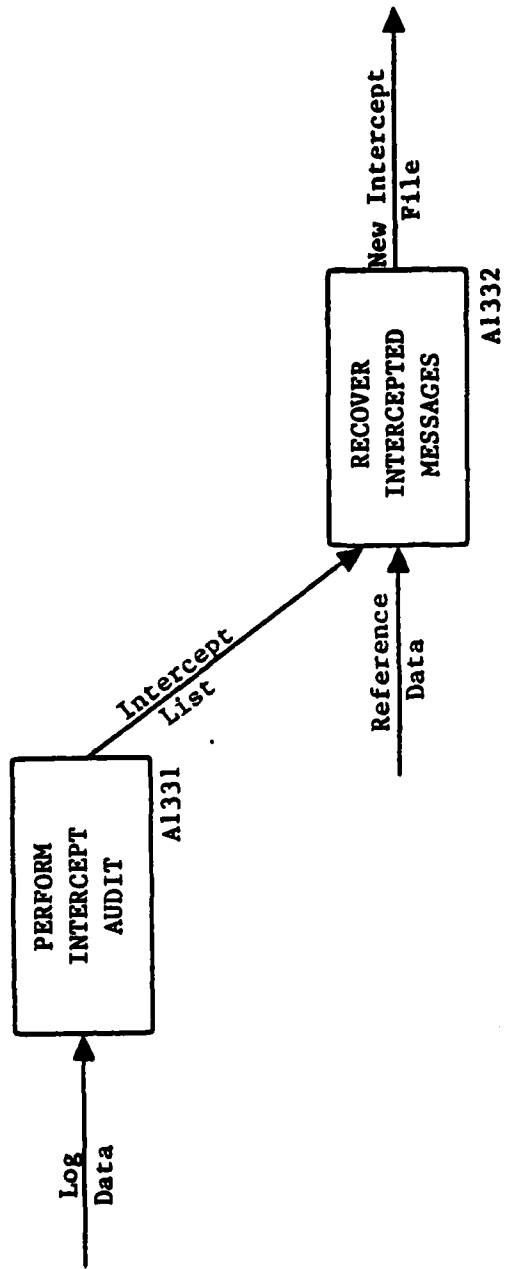 Log
Data
PERFORM
INTERCEPT
AUDIT
A1331
Intercept
List
Reference
Data
RECOVER
INTERCEPTED
MESSAGES
A1332
New Intercept
File